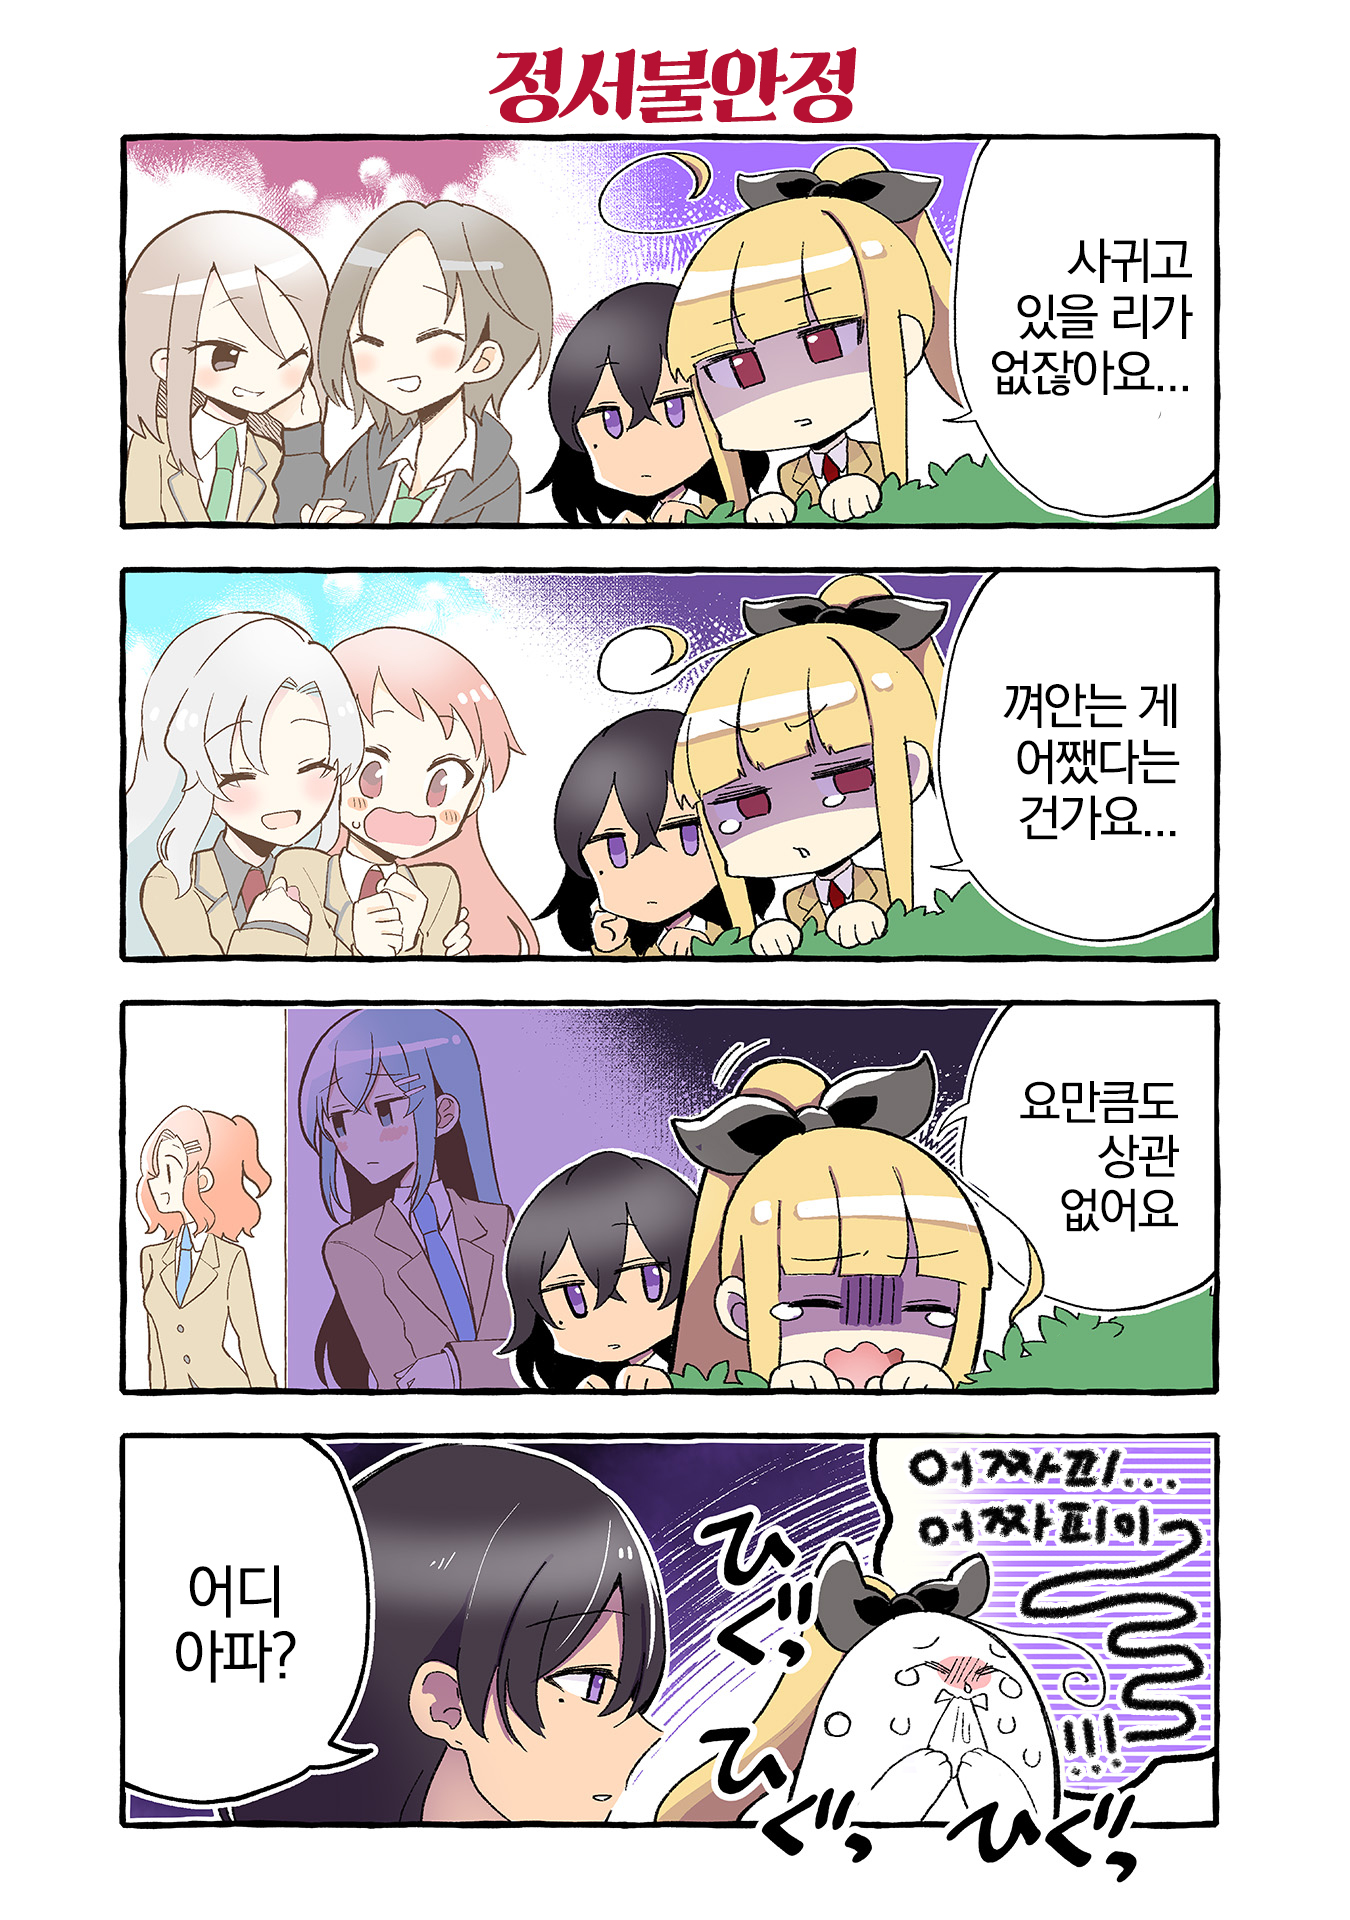 정서불안정
사귀고
있을 리가
없잖아요...
껴안는 게
어쨌다는
건가요...
요만큼도
상관
없어요
어짜피...
어짜피이
!!!
ひぐっ
ひぐっ
ひぐっ
어디
아파?